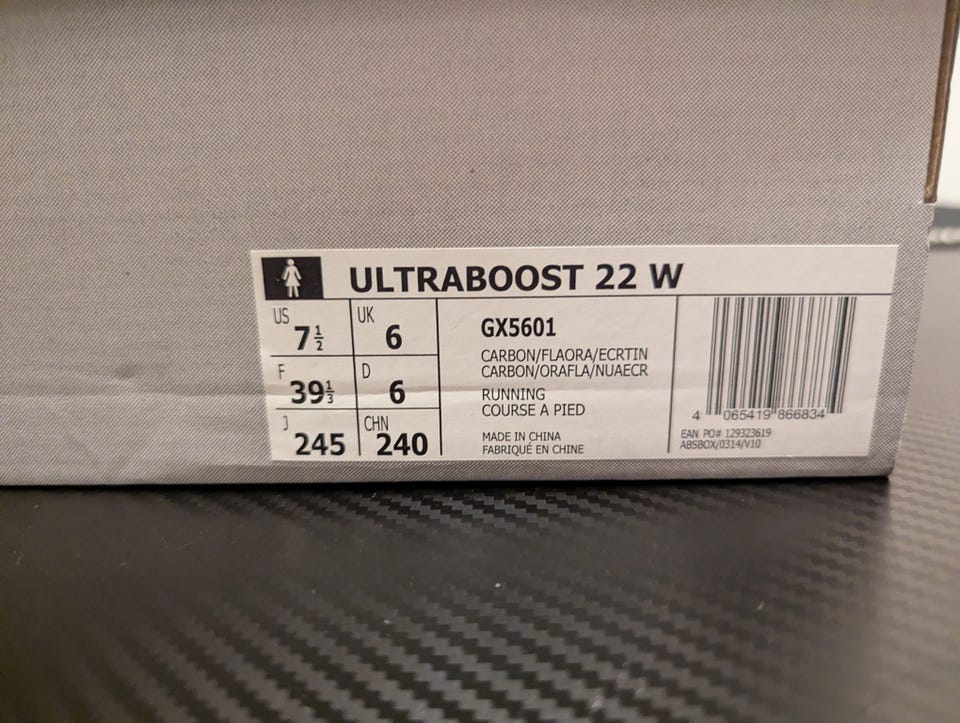 ULTRABOOST 22 W
US 7½ UK 6
F 39⅓ D 6
J 245 CHN 240
GX5601
CARBON/FLAORA/ECRTIN
CARBON/ORAFLA/NUAECR
RUNNING
COURSE A PIED
MADE IN CHINA
FABRIQUÉ EN CHINE
4 065419 866834
EAN PO# 129323619
ABSBOX/0314/V10